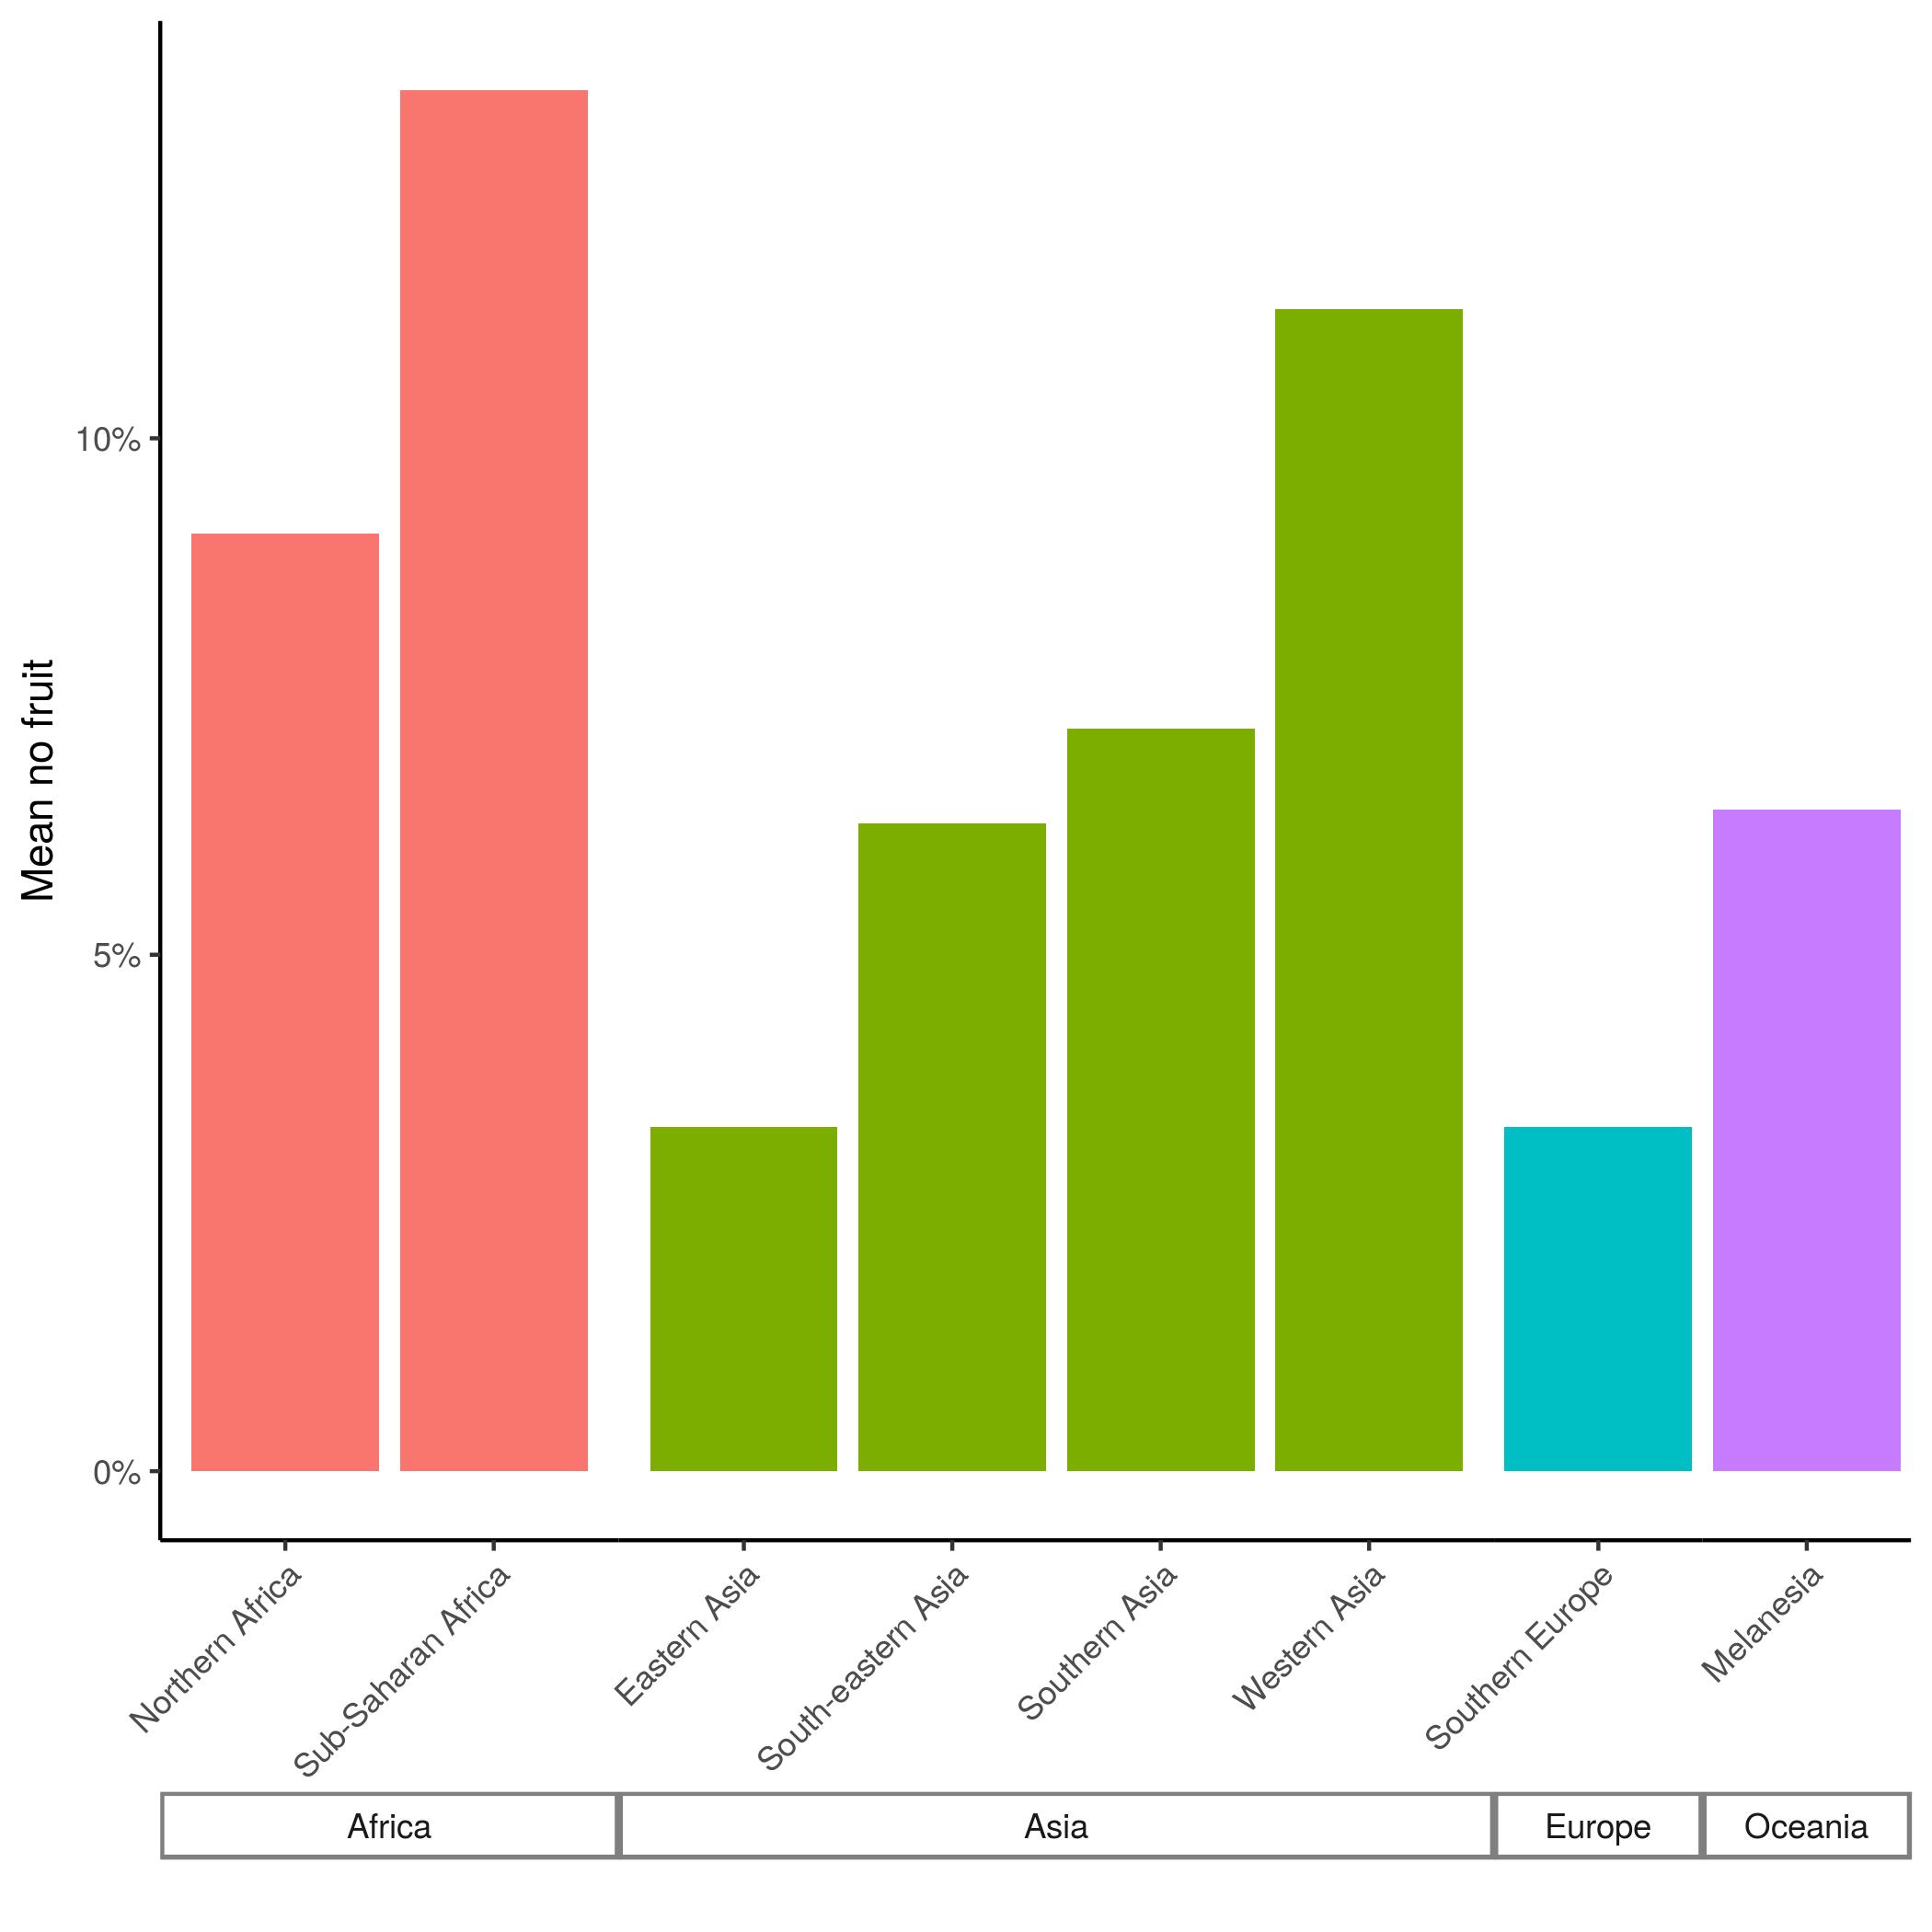 Mean no fruit
10%
5%
0%
Northern Africa
Sub-Saharan Africa
Eastern Asia
South-eastern Asia
Southern Asia
Western Asia
Southern Europe
Melanesia
Africa
Asia
Europe
Oceania